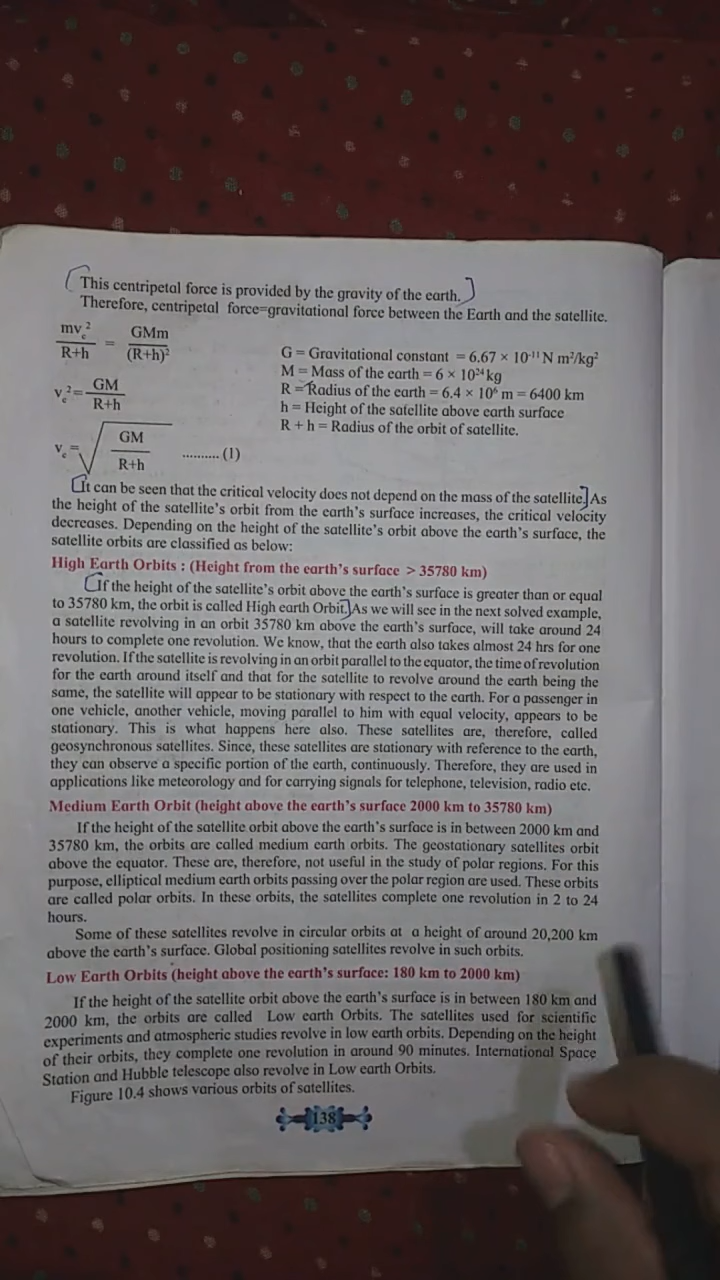 This centripetal force is provided by the gravity of the earth.
Therefore, centripetal force=gravitational force between the Earth and the satellite.
mv_c²/R+h = GMm/(R+h)²
v_c² = GM/R+h
v_c = √(GM/R+h) .......... (1)
G = Gravitational constant = 6.67 × 10⁻¹¹ N m²/kg²
M = Mass of the earth = 6 × 10²⁴ kg
R = Radius of the earth = 6.4 × 10⁶ m = 6400 km
h = Height of the satellite above earth surface
R + h = Radius of the orbit of satellite.
It can be seen that the critical velocity does not depend on the mass of the satellite. As
the height of the satellite's orbit from the earth's surface increases, the critical velocity
decreases. Depending on the height of the satellite's orbit above the earth's surface, the
satellite orbits are classified as below:
High Earth Orbits : (Height from the earth's surface > 35780 km)
If the height of the satellite's orbit above the earth's surface is greater than or equal
to 35780 km, the orbit is called High earth Orbit. As we will see in the next solved example,
a satellite revolving in an orbit 35780 km above the earth's surface, will take around 24
hours to complete one revolution. We know, that the earth also takes almost 24 hrs for one
revolution. If the satellite is revolving in an orbit parallel to the equator, the time of revolution
for the earth around itself and that for the satellite to revolve around the earth being the
same, the satellite will appear to be stationary with respect to the earth. For a passenger in
one vehicle, another vehicle, moving parallel to him with equal velocity, appears to be
stationary. This is what happens here also. These satellites are, therefore, called
geosynchronous satellites. Since, these satellites are stationary with reference to the earth,
they can observe a specific portion of the earth, continuously. Therefore, they are used in
applications like meteorology and for carrying signals for telephone, television, radio etc.
Medium Earth Orbit (height above the earth's surface 2000 km to 35780 km)
If the height of the satellite orbit above the earth's surface is in between 2000 km and
35780 km, the orbits are called medium earth orbits. The geostationary satellites orbit
above the equator. These are, therefore, not useful in the study of polar regions. For this
purpose, elliptical medium earth orbits passing over the polar region are used. These orbits
are called polar orbits. In these orbits, the satellites complete one revolution in 2 to 24
hours.
Some of these satellites revolve in circular orbits at a height of around 20,200 km
above the earth's surface. Global positioning satellites revolve in such orbits.
Low Earth Orbits (height above the earth's surface: 180 km to 2000 km)
If the height of the satellite orbit above the earth's surface is in between 180 km and
2000 km, the orbits are called Low earth Orbits. The satellites used for scientific
experiments and atmospheric studies revolve in low earth orbits. Depending on the height
of their orbits, they complete one revolution in around 90 minutes. International Space
Station and Hubble telescope also revolve in Low earth Orbits.
Figure 10.4 shows various orbits of satellites.
138